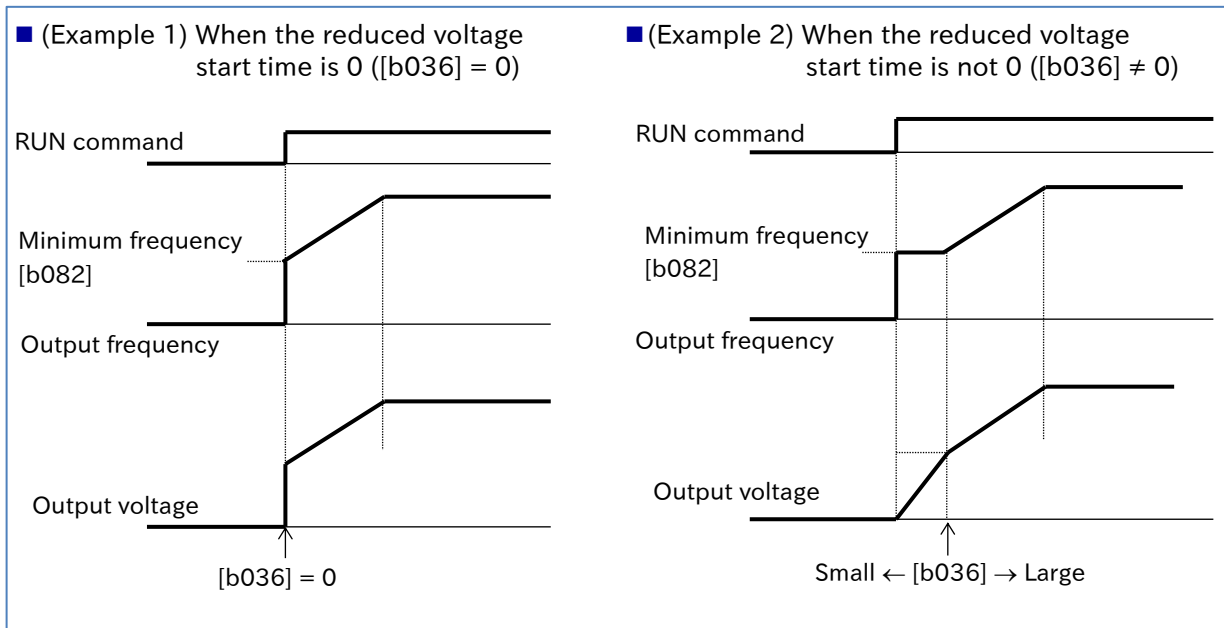 ■ (Example 1) When the reduced voltage
start time is 0 ([b036] = 0)
RUN command
Minimum frequency
[b082]
Output frequency
Output voltage
[b036] = 0
■ (Example 2) When the reduced voltage
start time is not 0 ([b036] ≠ 0)
RUN command
Minimum frequency
[b082]
Output frequency
Output voltage
Small ← [b036] → Large